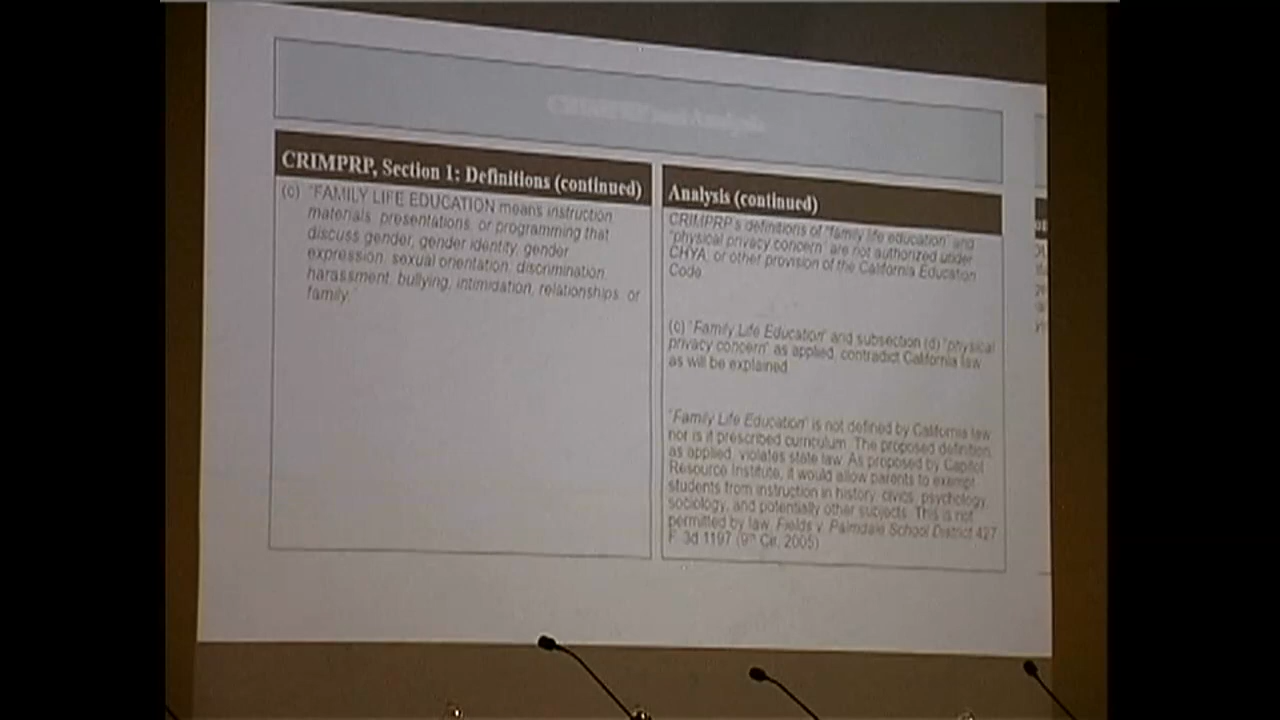 CRIMPRP and Analysis
CRIMPRP, Section 1: Definitions (continued)
(c) "FAMILY LIFE EDUCATION means instruction
materials, presentations, or programming that
discuss gender, gender identity, gender
expression, sexual orientation, discrimination,
harassment, bullying, intimidation, relationships, or
family."
Analysis (continued)
CRIMPRP's definitions of "family life education" and
"physical privacy concern" are not authorized under
CHYA, or other provision of the California Education
Code.
(c) "Family Life Education" and subsection (d) "physical
privacy concern" as applied, contradict California law
as will be explained.
"Family Life Education" is not defined by California law
nor is it prescribed curriculum. The proposed definition,
as applied, violates state law. As proposed by Capitol
Resource Institute, it would allow parents to exempt
students from instruction in history, civics, psychology,
sociology, and potentially other subjects. This is not
permitted by law. Fields v. Palmdale School District 427
F. 3d 1197 (9th Cir. 2005)